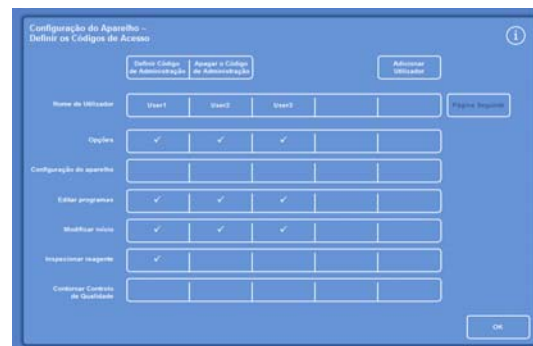 Configuração do Aparelho –
Definir os Códigos de Acesso
Definir Código
de Administração
Apagar o Código
de Administração
Adicionar
Utilizador
Nome do Utilizador
User1
User2
User3
Página Seguinte
Opções
Configuração do aparelho
Editar programas
Modificar início
Inspecionar reagente
Contornar Controlo
de Qualidade
OK